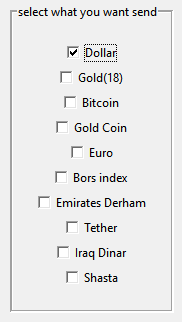 select what you want send
Dollar
Gold(18)
Bitcoin
Gold Coin
Euro
Bors index
Emirates Derham
Tether
Iraq Dinar
Shasta